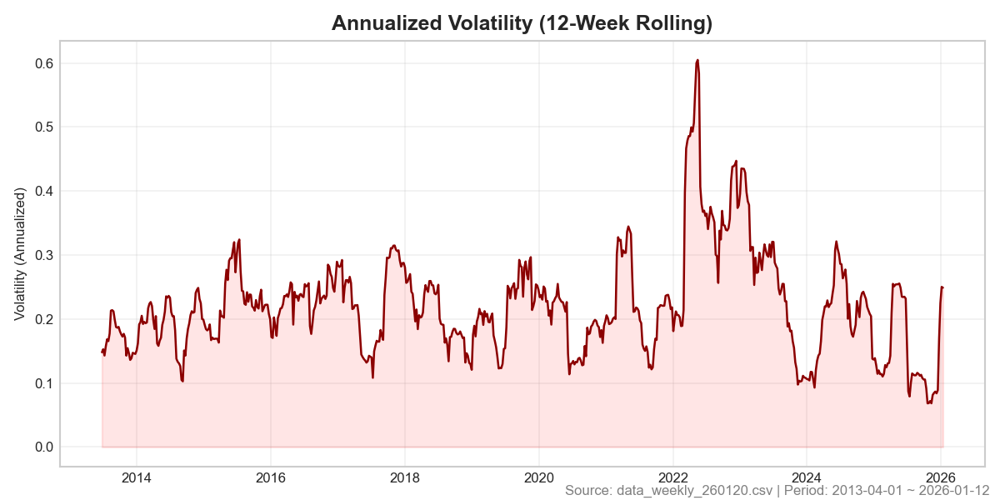 Annualized Volatility (12-Week Rolling)
Volatility (Annualized)
0.6
0.5
0.4
0.3
0.2
0.1
0.0
2014 2016 2018 2020 2022 2024 2026
Source: data_weekly_260120.csv | Period: 2013-04-01 ~ 2026-01-12